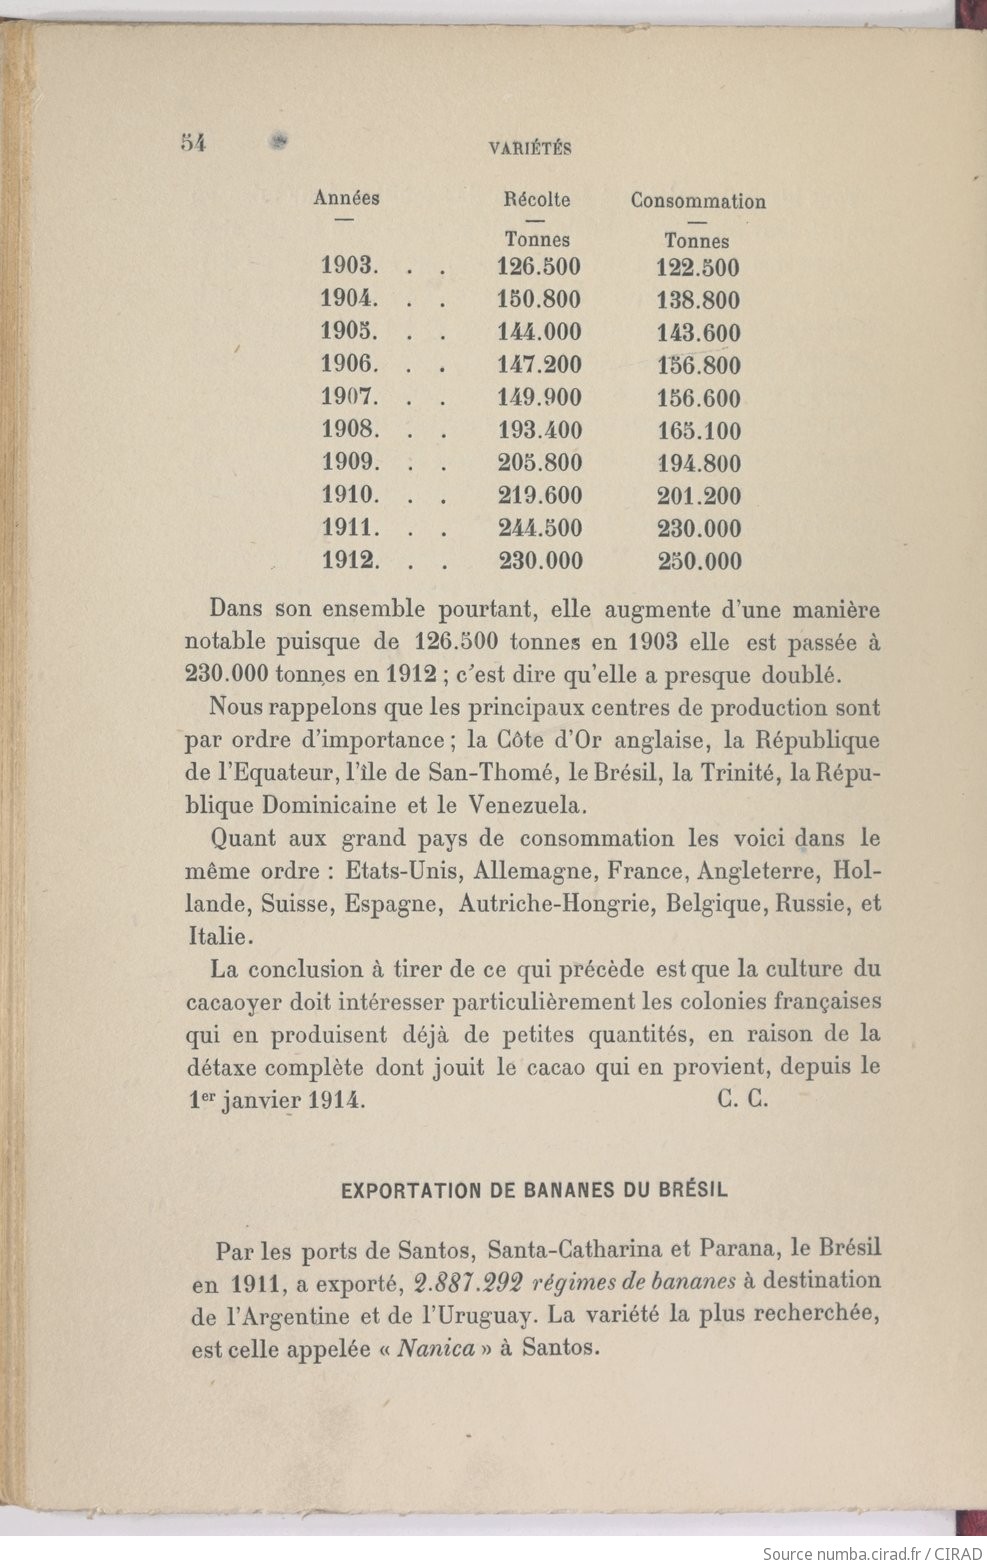 54
VARIÉTÉS
Années Récolte Consommation
Tonnes Tonnes
1903. . . 126.500 122.500
1904. . . 150.800 138.800
1905. . . 144.000 143.600
1906. . . 147.200 156.800
1907. . . 149.900 156.600
1908. . . 193.400 165.100
1909. . . 205.800 194.800
1910. . . 219.600 201.200
1911. . . 244.500 230.000
1912. . . 230.000 250.000
Dans son ensemble pourtant, elle augmente d'une manière
notable puisque de 126.500 tonnes en 1903 elle est passée à
230.000 tonnes en 1912 ; c'est dire qu'elle a presque doublé.
Nous rappelons que les principaux centres de production sont
par ordre d'importance ; la Côte d'Or anglaise, la République
de l'Equateur, l'île de San-Thomé, le Brésil, la Trinité, la Répu-
blique Dominicaine et le Venezuela.
Quant aux grand pays de consommation les voici dans le
même ordre : Etats-Unis, Allemagne, France, Angleterre, Hol-
lande, Suisse, Espagne, Autriche-Hongrie, Belgique, Russie, et
Italie.
La conclusion à tirer de ce qui précède est que la culture du
cacaoyer doit intéresser particulièrement les colonies françaises
qui en produisent déjà de petites quantités, en raison de la
détaxe complète dont jouit le cacao qui en provient, depuis le
1er janvier 1914. C. C.
EXPORTATION DE BANANES DU BRÉSIL
Par les ports de Santos, Santa-Catharina et Parana, le Brésil
en 1911, a exporté, 2.887.292 régimes de bananes à destination
de l'Argentine et de l'Uruguay. La variété la plus recherchée,
est celle appelée « Nanica » à Santos.
Source numba.cirad.fr / CIRAD